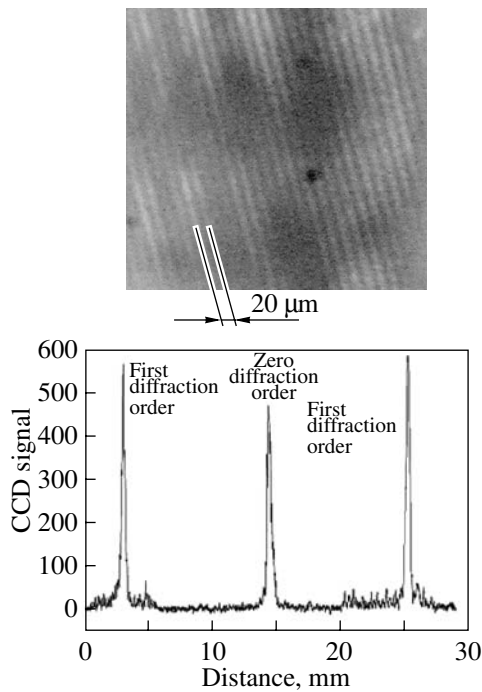 20 μm
600
500
400
300
200
100
0
CCD signal
First
diffraction
order
Zero
diffraction
order
First
diffraction
order
0
10
20
30
Distance, mm